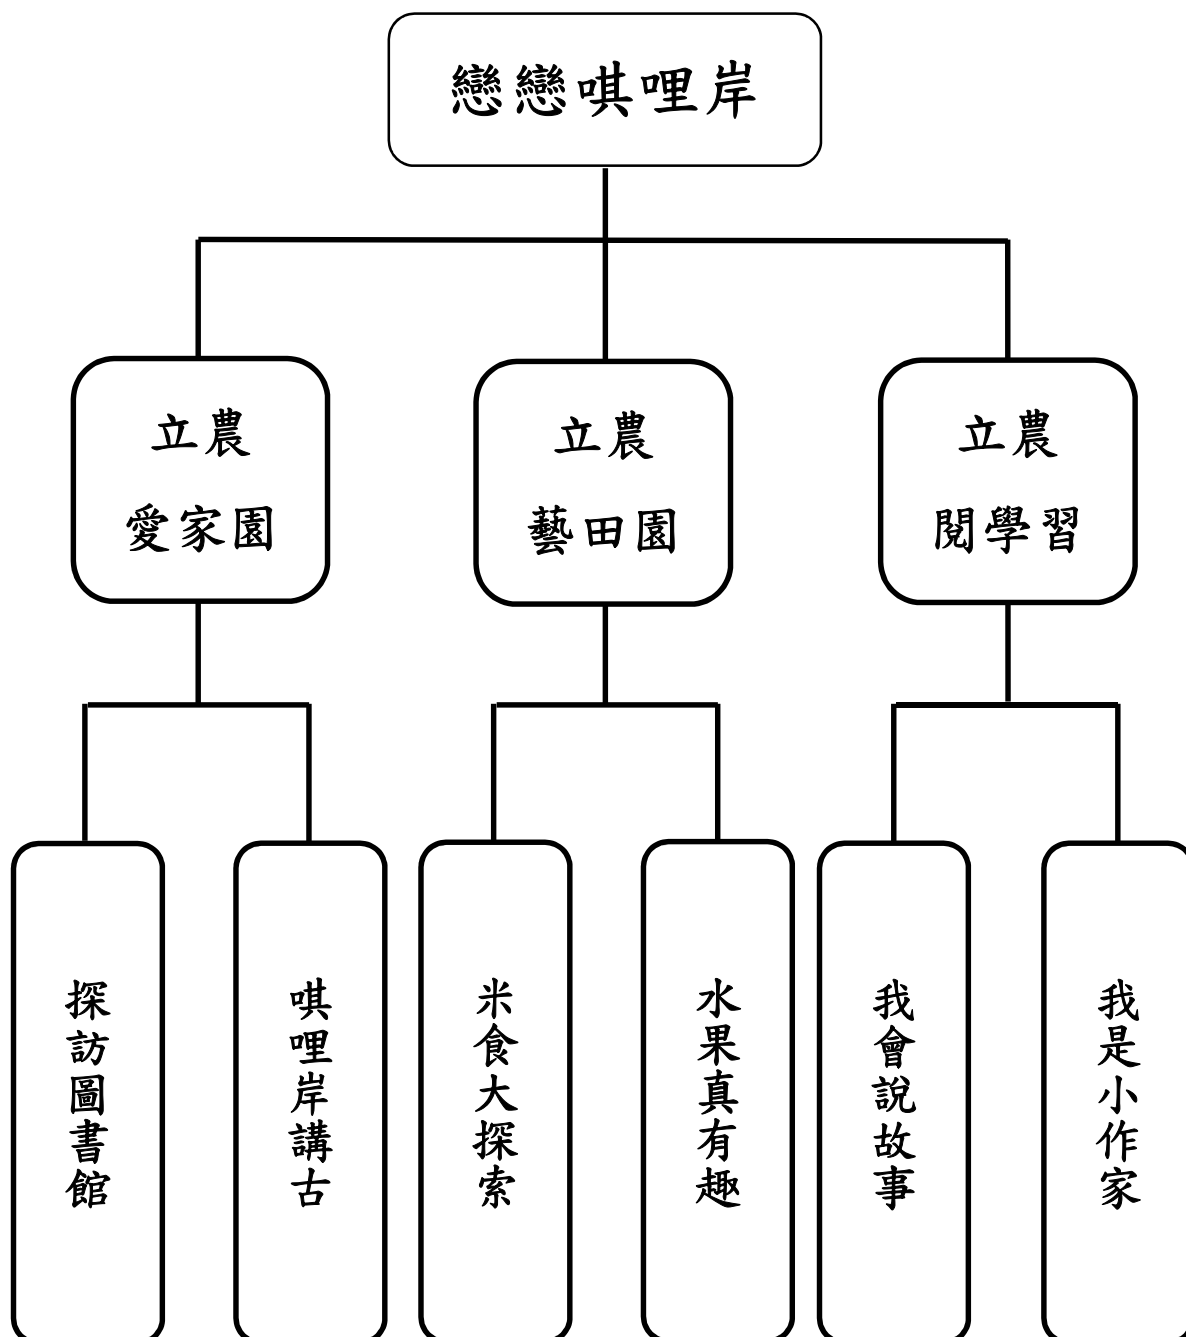 戀戀唭哩岸
立農
愛家園
立農
藝田園
立農
閱學習
探訪圖書館
唭哩岸講古
米食大探索
水果真有趣
我會說故事
我是小作家